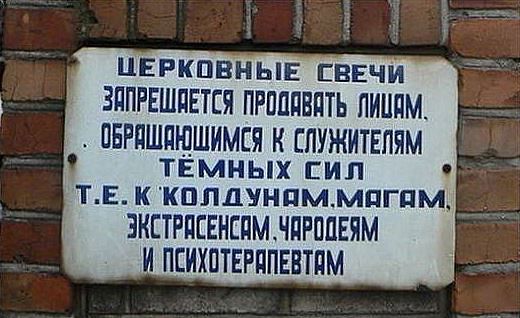 ЦЕРКОВНЫЕ СВЕЧИ
ЗАПРЕЩАЕТСЯ ПРОДАВАТЬ ЛИЦАМ,
ОБРАЩАЮЩИМСЯ К СЛУЖИТЕЛЯМ
ТЁМНЫХ СИЛ
Т.Е. К КОЛДУНАМ, МАГАМ,
ЭКСТРАСЕНСАМ, ЧАРОДЕЯМ
И ПСИХОТЕРАПЕВТАМ